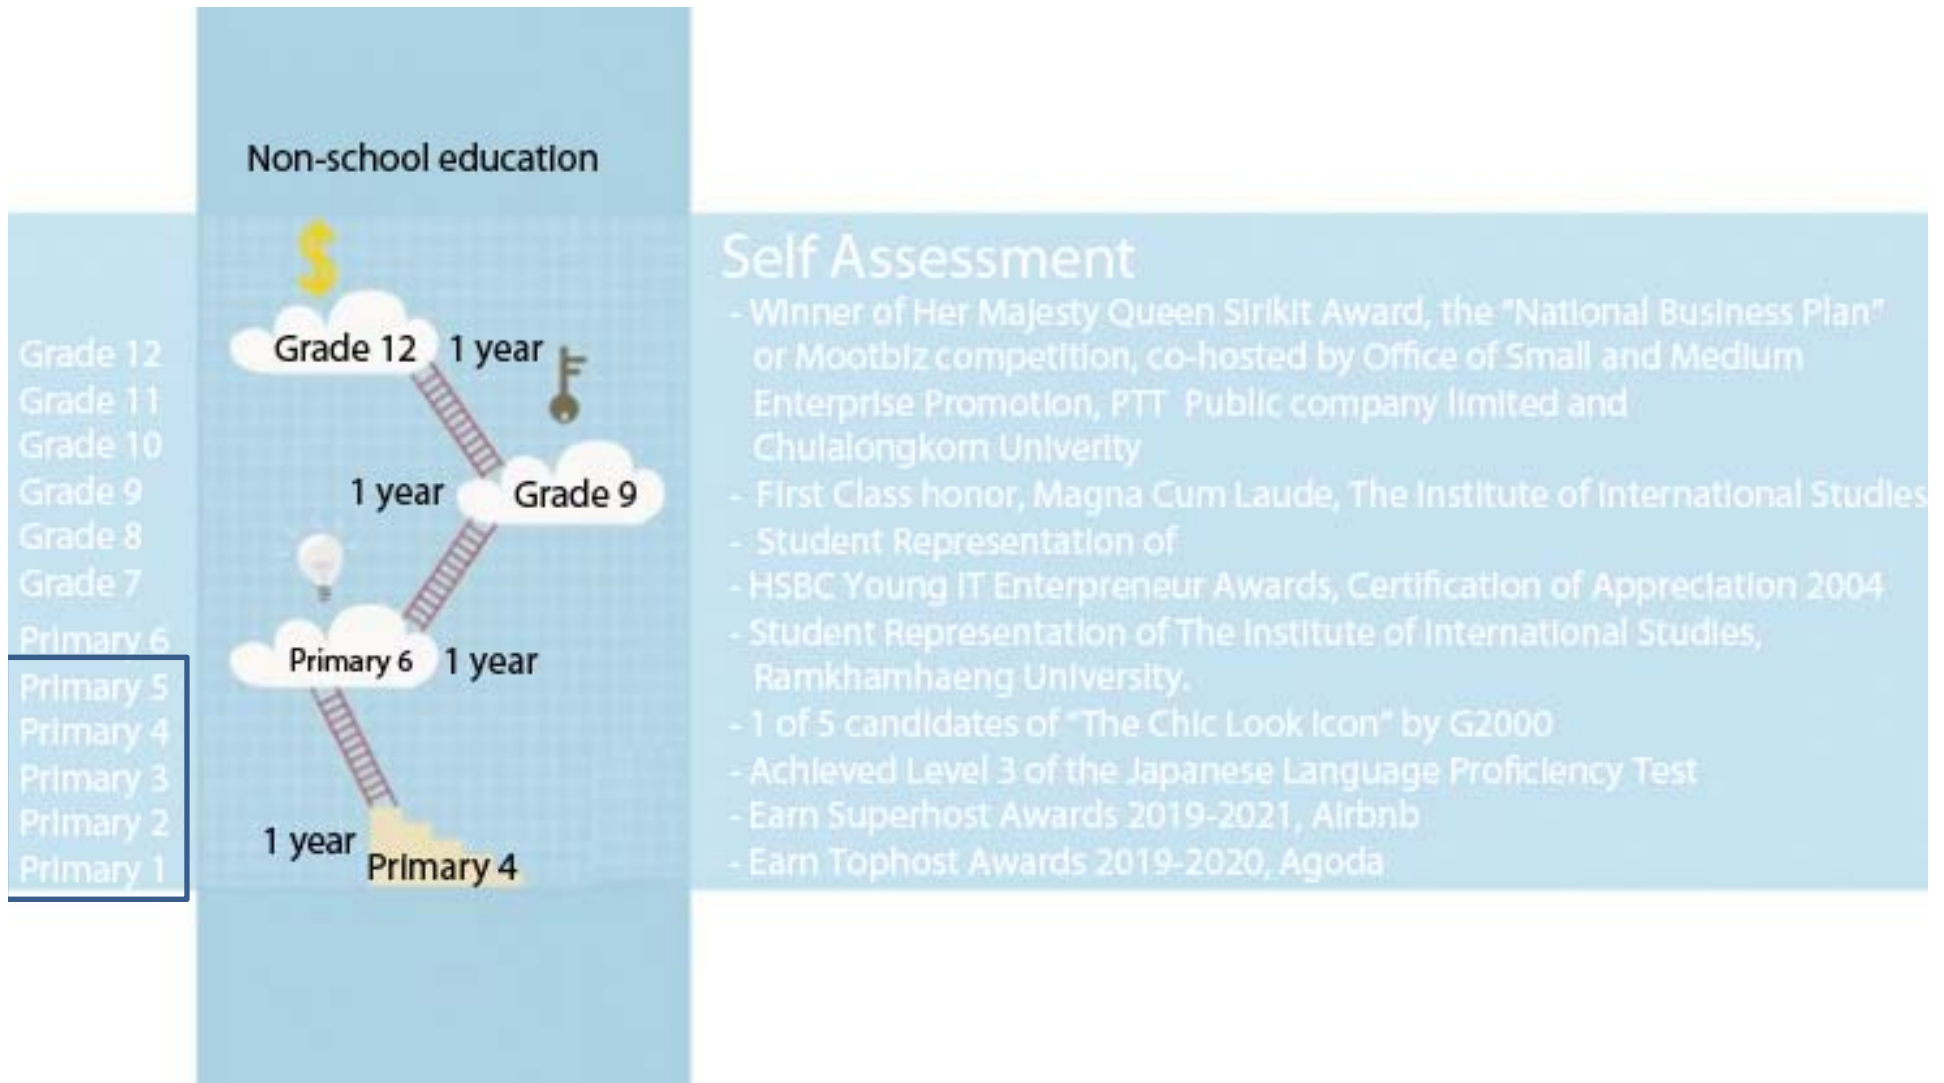 Non-school education
Grade 12
Grade 11
Grade 10
Grade 9
Grade 8
Grade 7
Primary 6
Primary 5
Primary 4
Primary 3
Primary 2
Primary 1
Grade 12
1 year
1 year
Grade 9
Primary 6
1 year
1 year
Primary 4
Self Assessment
- Winner of Her Majesty Queen Sirikit Award, the "National Business Plan"
or Mootbiz competition, co-hosted by Office of Small and Medium
Enterprise Promotion, PTT Public company limited and
Chulalongkorn Univerity
- First Class honor, Magna Cum Laude, The Institute of International Studies
- Student Representation of
- HSBC Young IT Enterpreneur Awards, Certification of Appreciation 2004
- Student Representation of The Institute of International Studies,
Ramkhamhaeng University.
- 1 of 5 candidates of "The Chic Look Icon" by G2000
- Achieved Level 3 of the Japanese Language Proficiency Test
- Earn Superhost Awards 2019-2021, Airbnb
- Earn Tophost Awards 2019-2020, Agoda